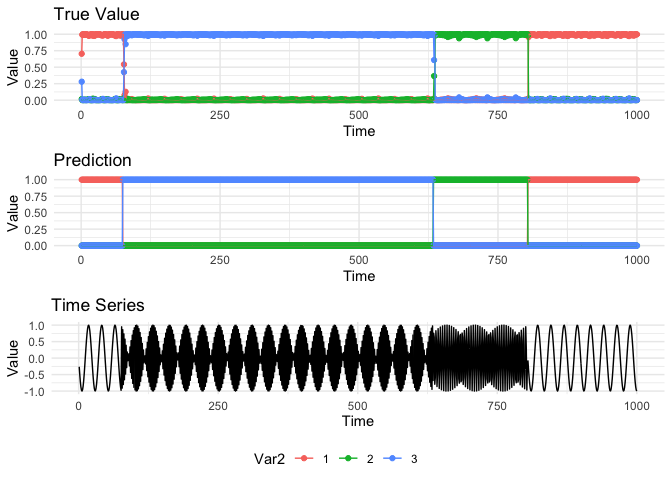 True Value
Value
1.00
0.75
0.50
0.25
0.00
0 250 500 750 1000
Time
Prediction
Value
1.00
0.75
0.50
0.25
0.00
0 250 500 750 1000
Time
Time Series
Value
1.0
0.5
0.0
-0.5
-1.0
0 250 500 750 1000
Time
Var2 1 2 3